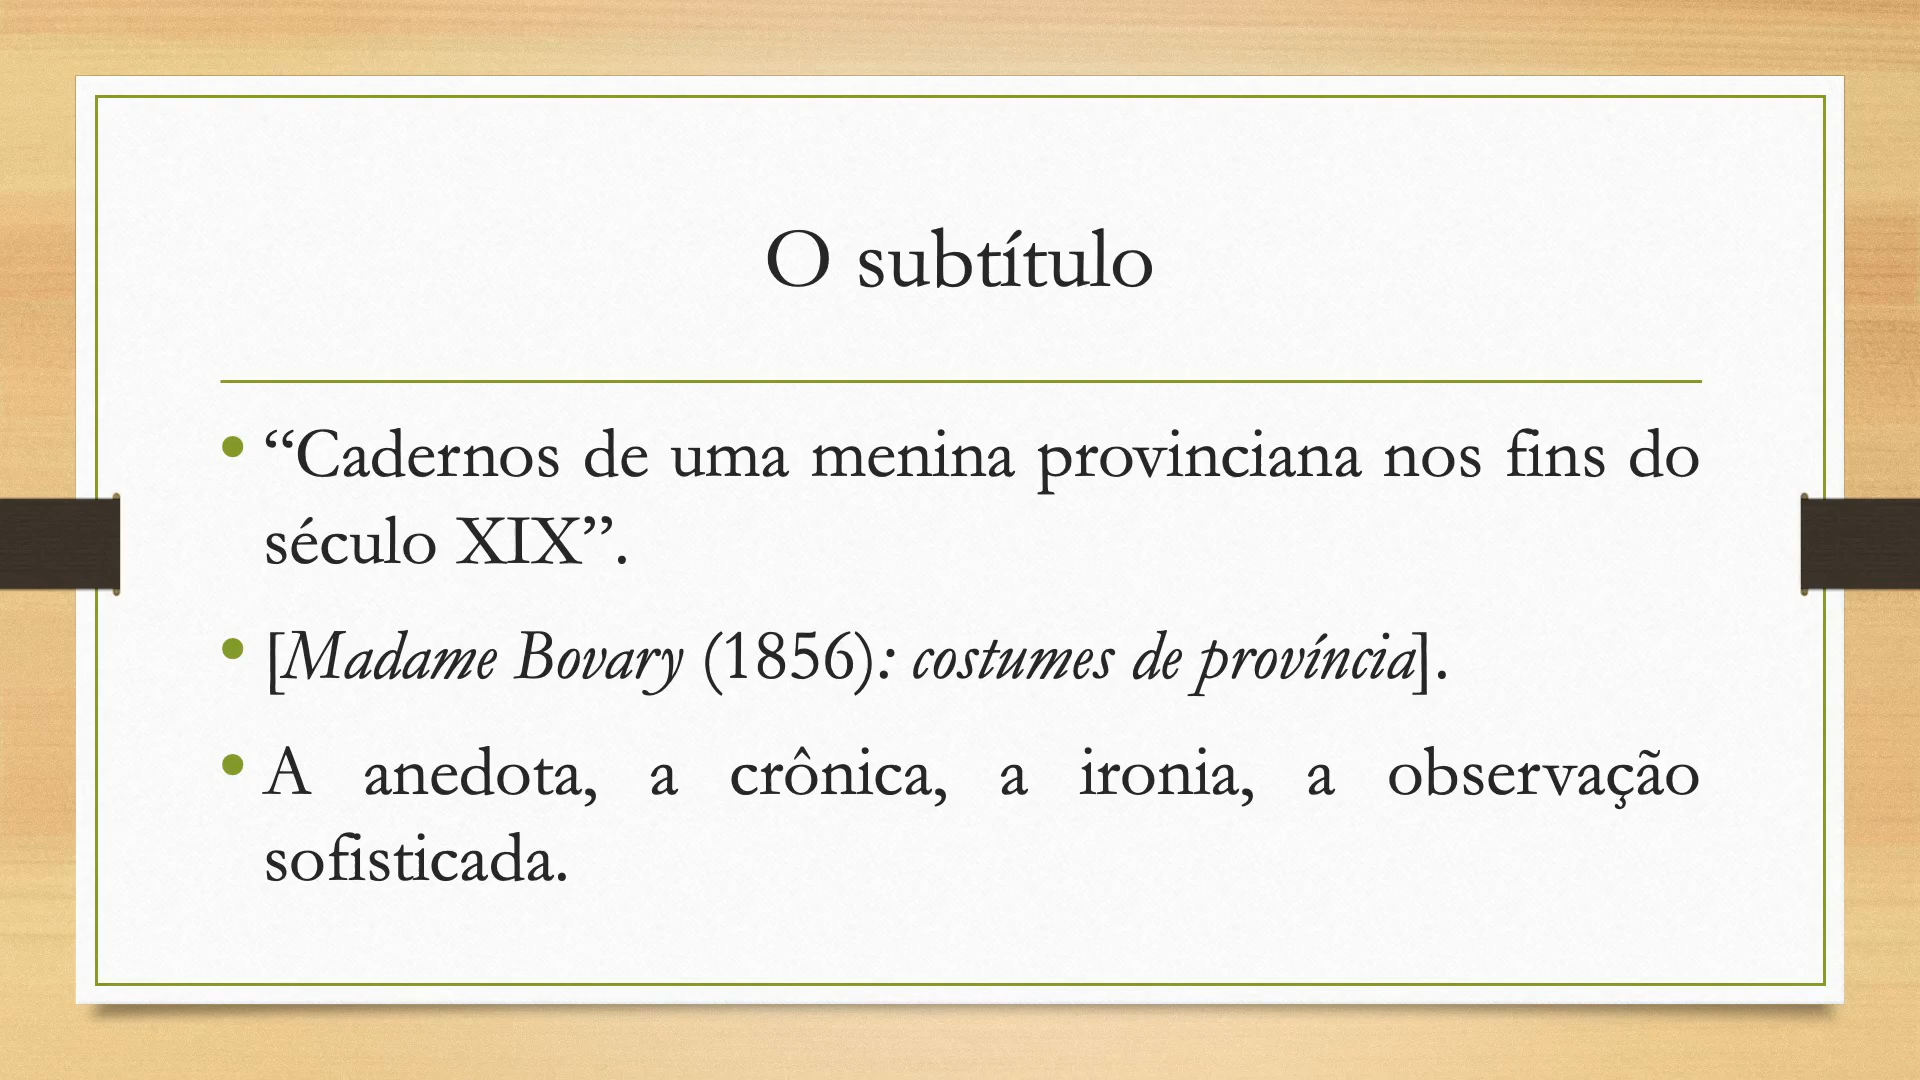 O subtítulo
• “Cadernos de uma menina provinciana nos fins do
século XIX”.
• [Madame Bovary (1856): costumes de província].
• A anedota, a crônica, a ironia, a observação
sofisticada.